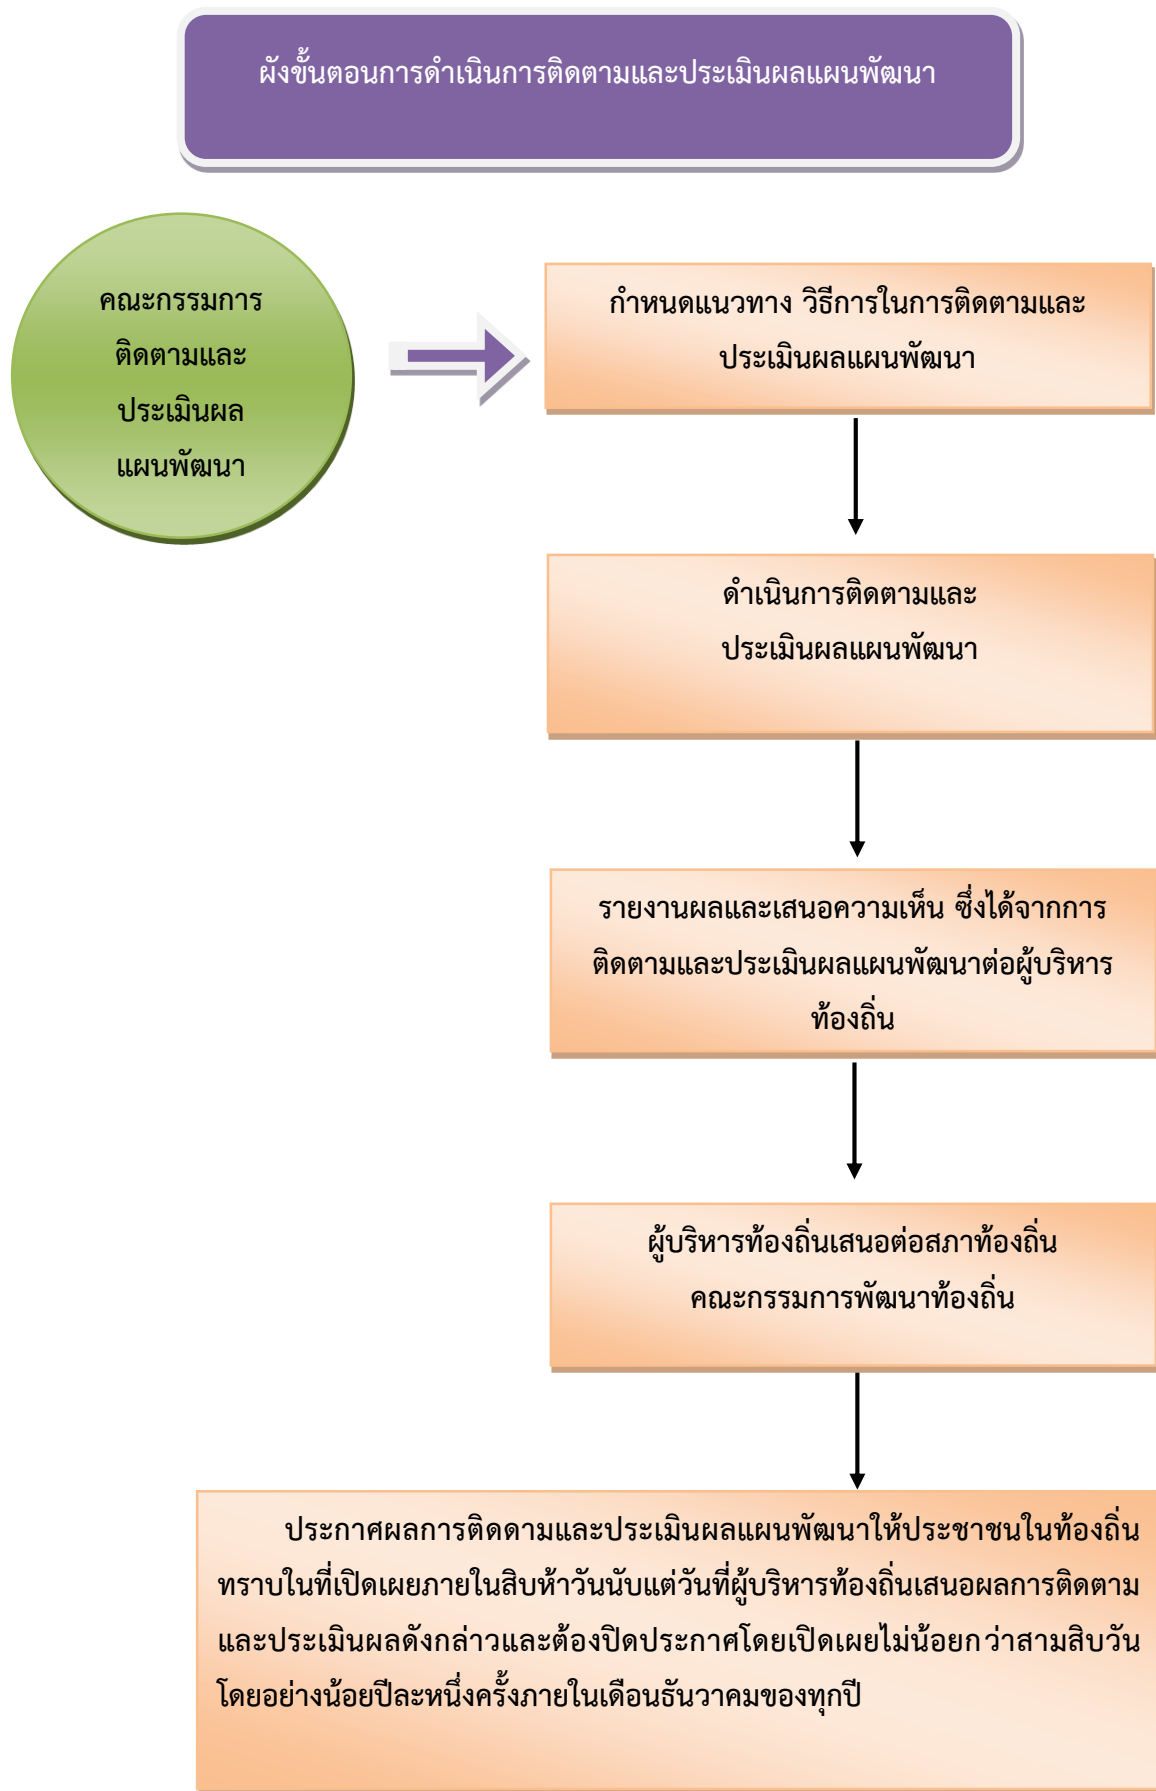 ผังขั้นตอนการดำเนินการติดตามและประเมินผลแผนพัฒนา
คณะกรรมการ
ติดตามและ
ประเมินผล
แผนพัฒนา
กำหนดแนวทาง วิธีการในการติดตามและ
ประเมินผลแผนพัฒนา
ดำเนินการติดตามและ
ประเมินผลแผนพัฒนา
รายงานผลและเสนอความเห็น ซึ่งได้จากการ
ติดตามและประเมินผลแผนพัฒนาต่อผู้บริหาร
ท้องถิ่น
ผู้บริหารท้องถิ่นเสนอต่อสภาท้องถิ่น
คณะกรรมการพัฒนาท้องถิ่น
ประกาศผลการติดดามและประเมินผลแผนพัฒนาให้ประชาชนในท้องถิ่น
ทราบในที่เปิดเผยภายในสิบห้าวันนับแต่วันที่ผู้บริหารท้องถิ่นเสนอผลการติดตาม
และประเมินผลดังกล่าวและต้องปิดประกาศโดยเปิดเผยไม่น้อยกว่าสามสิบวัน
โดยอย่างน้อยปีละหนึ่งครั้งภายในเดือนธันวาคมของทุกปี